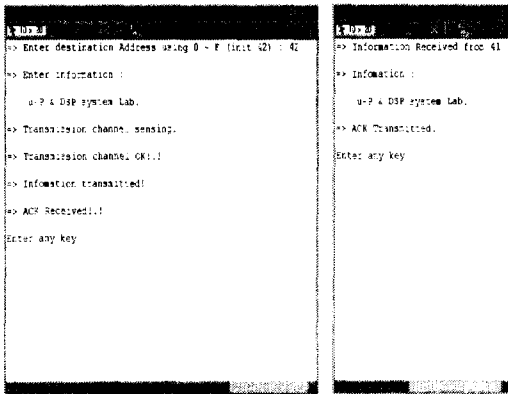 => Enter destination Address using 0 ~ F (init 42) : 42
=> Enter information :
u-P & DSP system Lab.
=> Transmission channel sensing.
=> Transmission channel OK!.!
=> Infomation transmitted!
=> ACK Received!.!
Enter any key
=> Information Received from 41
=> Infomation :
u-P & DSP system Lab.
=> ACK Transmitted.
Enter any key